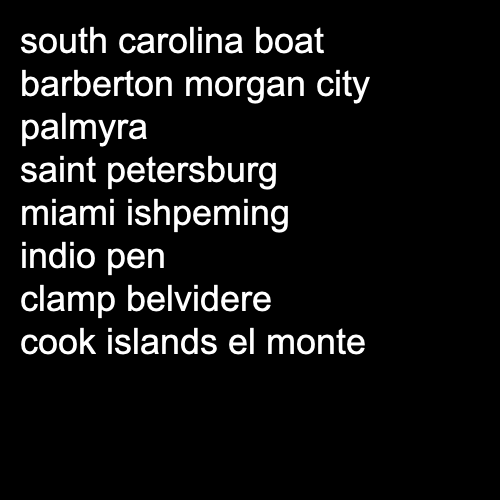 south carolina boat
barberton morgan city
palmyra
saint petersburg
miami ishpeming
indio pen
clamp belvidere
cook islands el monte